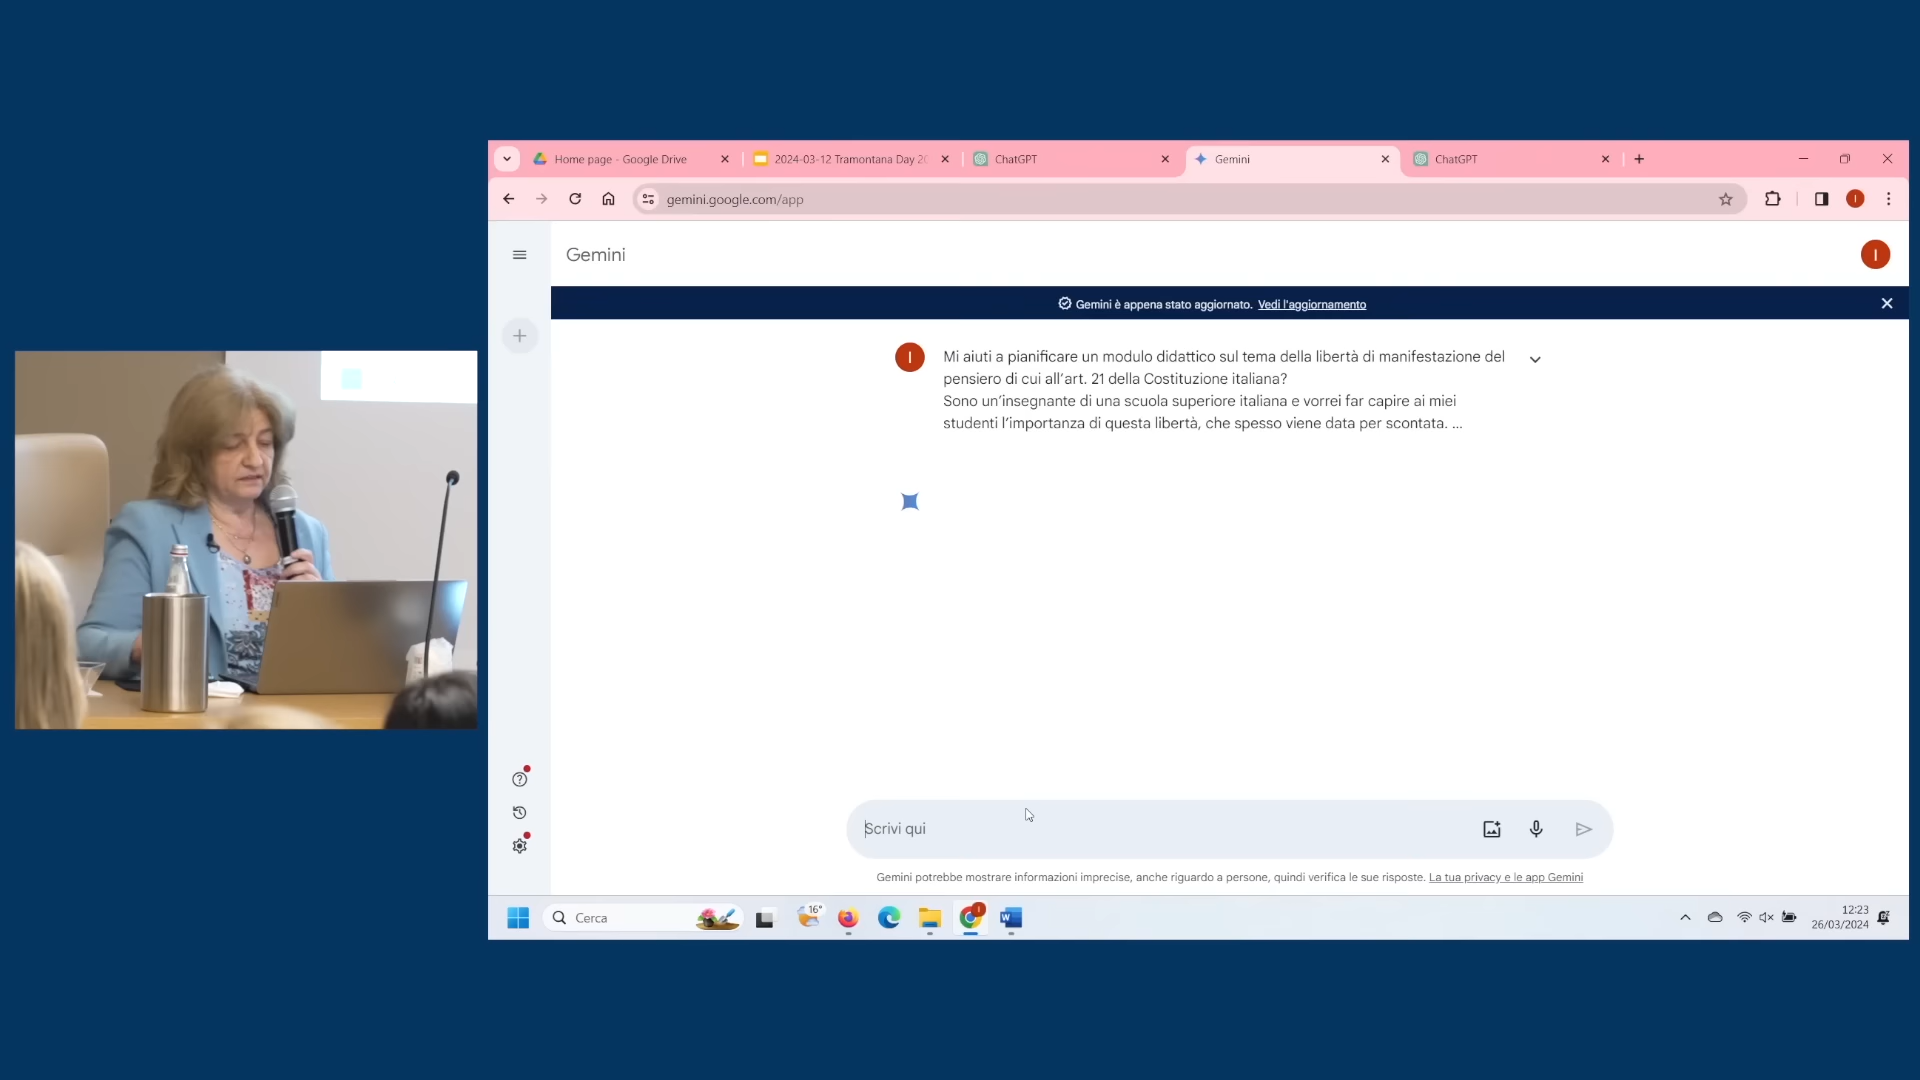 Home page - Google Drive
2024-03-12 Tramontana Day 20
ChatGPT
Gemini
ChatGPT
gemini.google.com/app
I
Gemini
I
Gemini è appena stato aggiornato. Vedi l'aggiornamento
I
Mi aiuti a pianificare un modulo didattico sul tema della libertà di manifestazione del
pensiero di cui all'art. 21 della Costituzione italiana?
Sono un'insegnante di una scuola superiore italiana e vorrei far capire ai miei
studenti l'importanza di questa libertà, che spesso viene data per scontata. ...
Scrivi qui
Gemini potrebbe mostrare informazioni imprecise, anche riguardo a persone, quindi verifica le sue risposte. La tua privacy e le app Gemini
Cerca
16°
I
W
12:23
26/03/2024